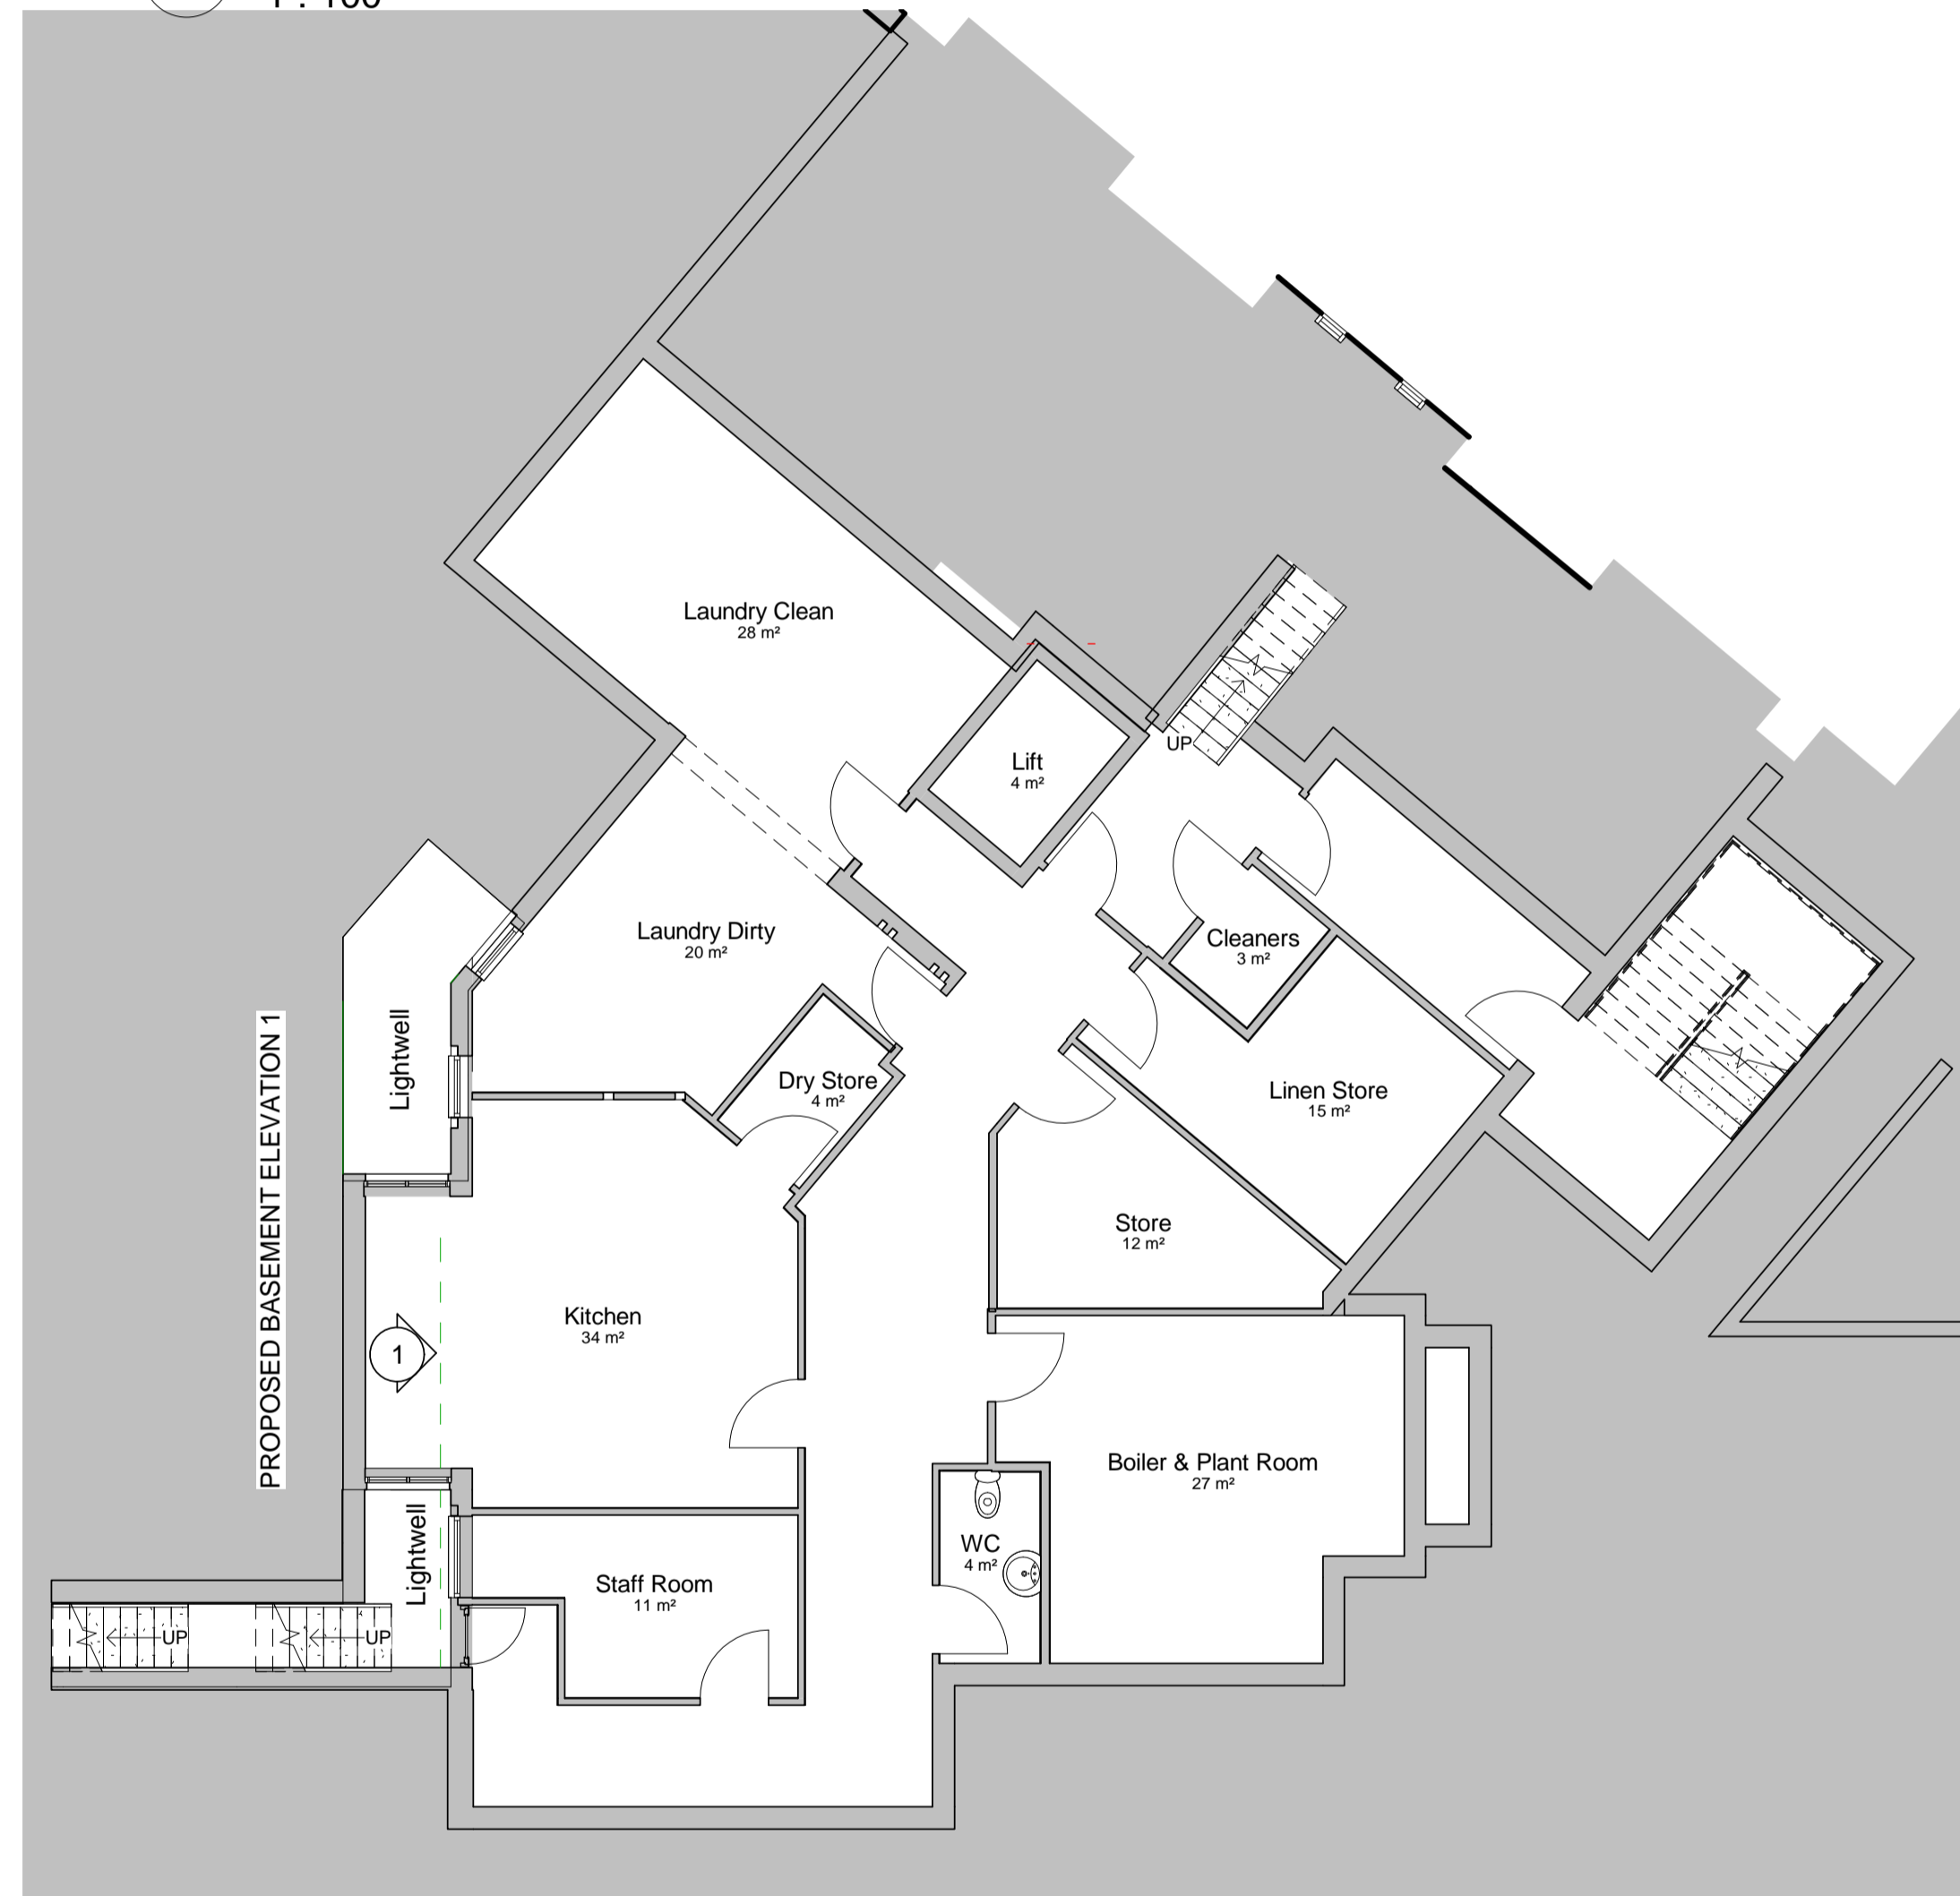 1 : 100
Laundry Clean
28 m²
UP
Lift
4 m²
Laundry Dirty
20 m²
Cleaners
3 m²
Lightwell
Dry Store
4 m²
Linen Store
15 m²
PROPOSED BASEMENT ELEVATION 1
Store
12 m²
Kitchen
34 m²
1
Boiler & Plant Room
27 m²
Lightwell
WC
4 m²
Staff Room
11 m²
UP
UP